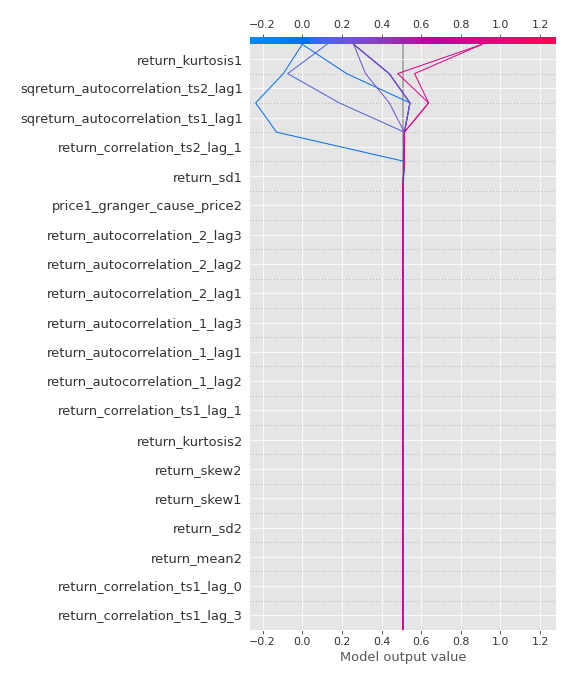 −0.2 0.0 0.2 0.4 0.6 0.8 1.0 1.2
return_kurtosis1
sqreturn_autocorrelation_ts2_lag1
sqreturn_autocorrelation_ts1_lag1
return_correlation_ts2_lag_1
return_sd1
price1_granger_cause_price2
return_autocorrelation_2_lag3
return_autocorrelation_2_lag2
return_autocorrelation_2_lag1
return_autocorrelation_1_lag3
return_autocorrelation_1_lag1
return_autocorrelation_1_lag2
return_correlation_ts1_lag_1
return_kurtosis2
return_skew2
return_skew1
return_sd2
return_mean2
return_correlation_ts1_lag_0
return_correlation_ts1_lag_3
−0.2 0.0 0.2 0.4 0.6 0.8 1.0 1.2
Model output value